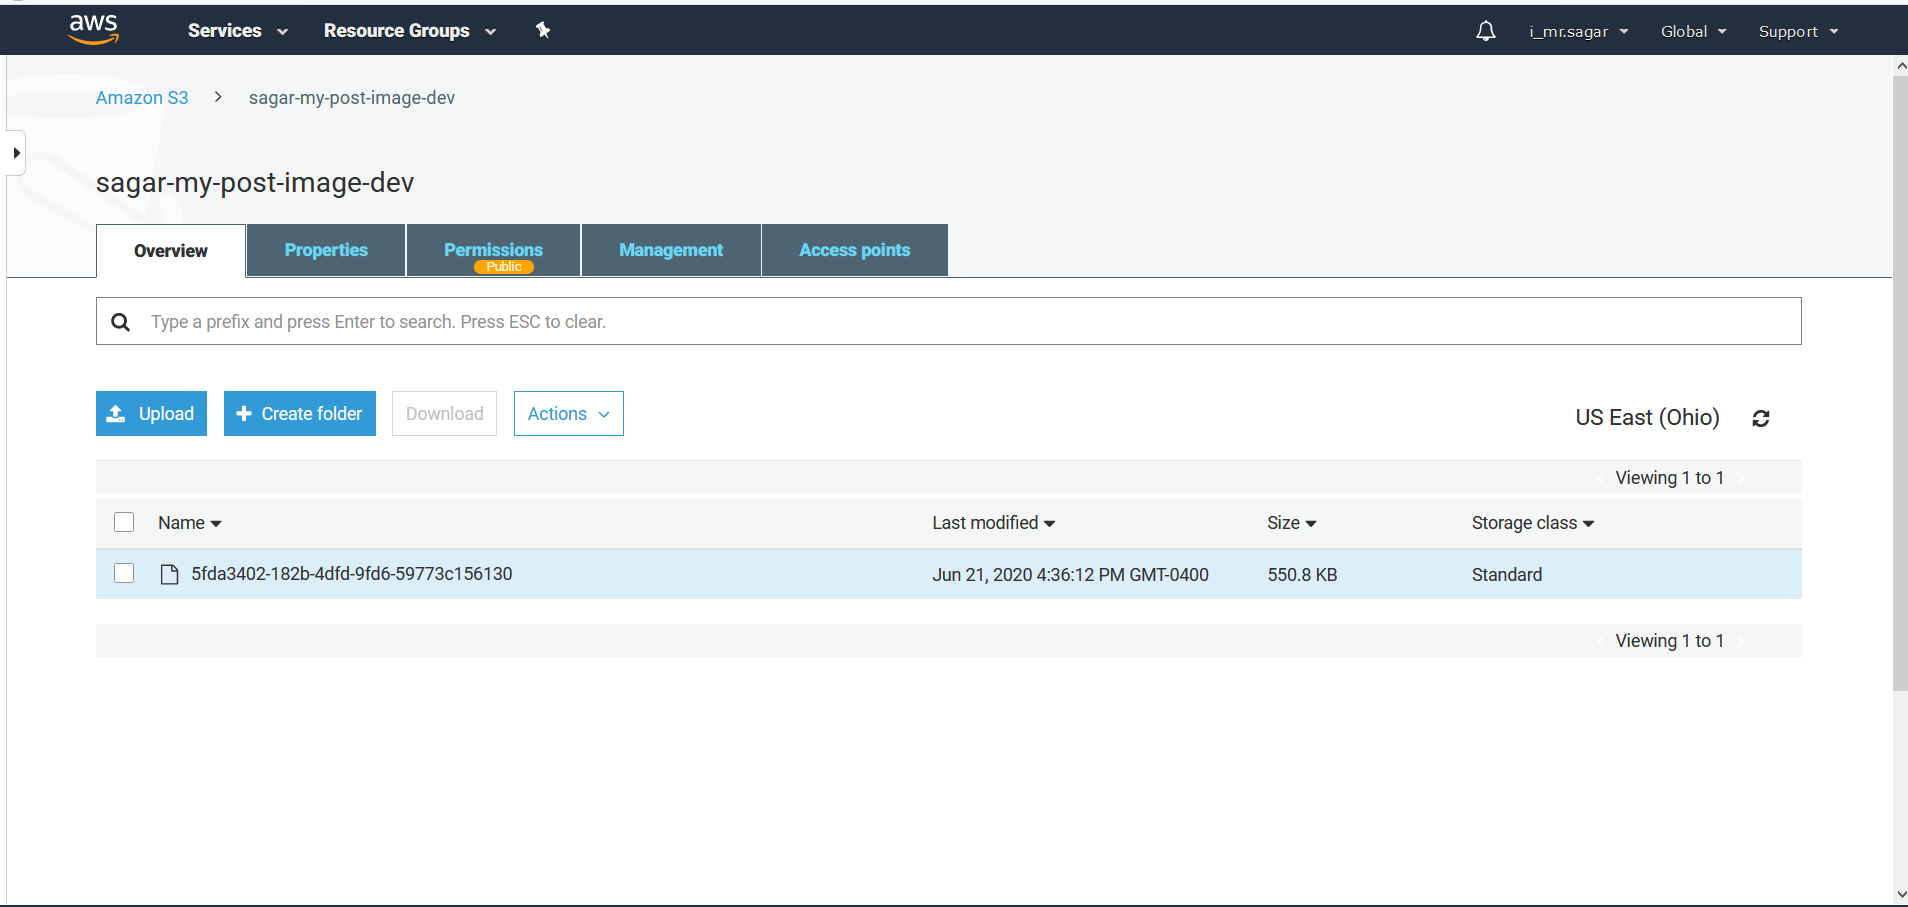 aws Services Resource Groups i_mr.sagar Global Support
Amazon S3 > sagar-my-post-image-dev
sagar-my-post-image-dev
Overview Properties Permissions Management Access points
Public
Type a prefix and press Enter to search. Press ESC to clear.
Upload Create folder Download Actions US East (Ohio)
Viewing 1 to 1
Name Last modified Size Storage class
5fda3402-182b-4dfd-9fd6-59773c156130 Jun 21, 2020 4:36:12 PM GMT-0400 550.8 KB Standard
Viewing 1 to 1